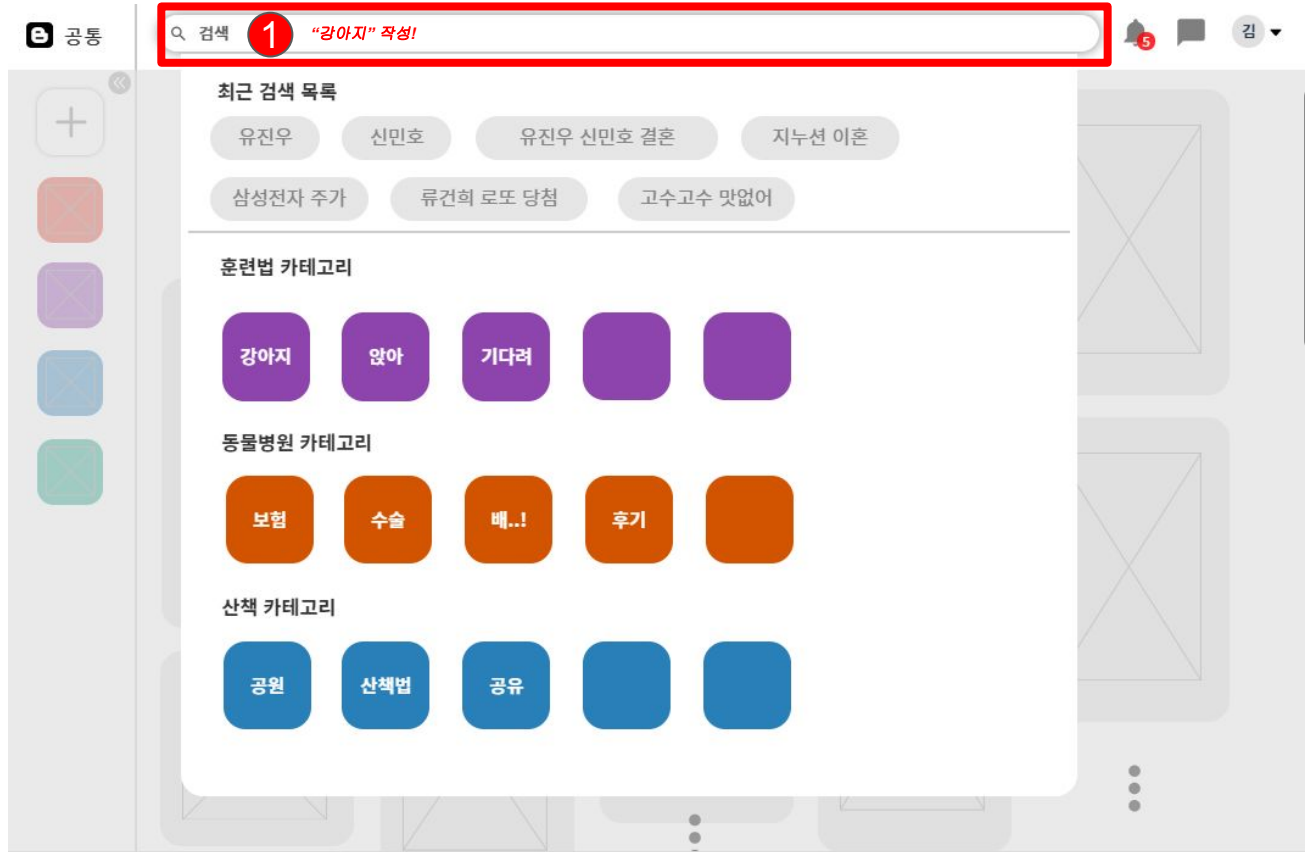 공통
검색 1 “강아지” 작성!
5 김
최근 검색 목록
유진우 신민호 유진우 신민호 결혼 지누션 이혼
삼성전자 주가 류건희 로또 당첨 고수고수 맛없어
훈련법 카테고리
강아지 앉아 기다려
동물병원 카테고리
보험 수술 배..! 후기
산책 카테고리
공원 산책법 공유